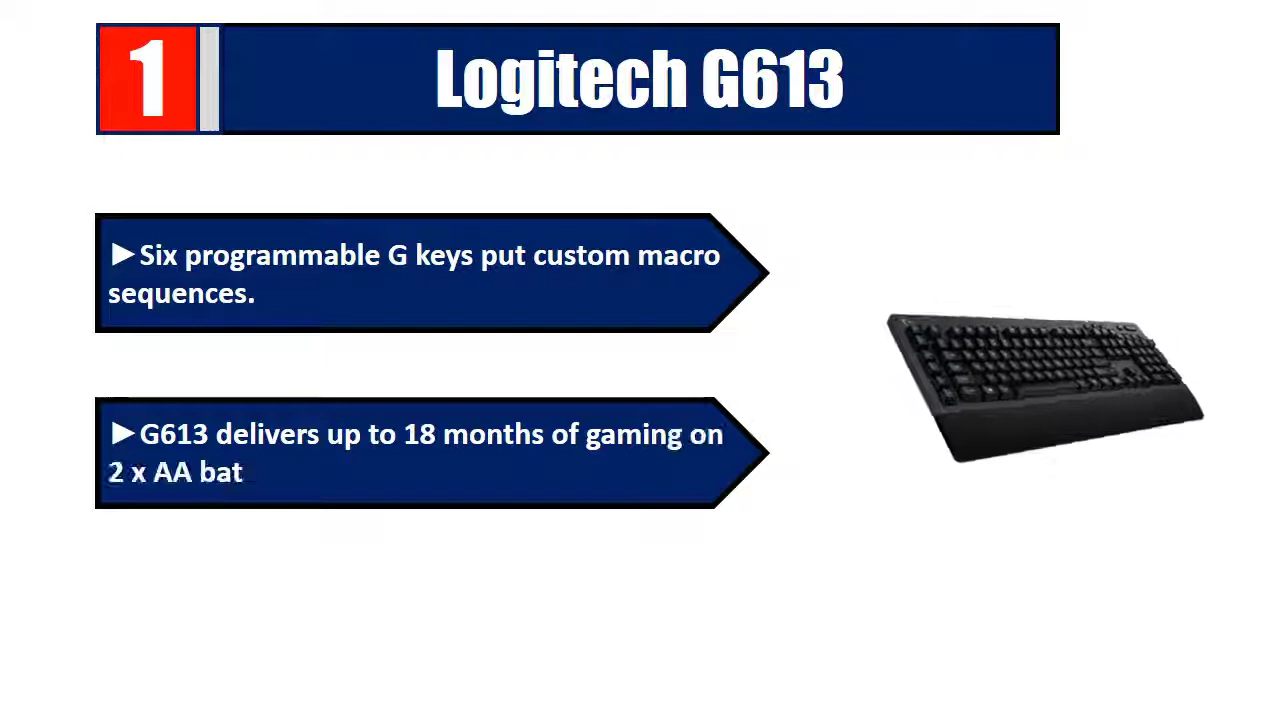 1
Logitech G613
►Six programmable G keys put custom macro
sequences.
►G613 delivers up to 18 months of gaming on
2 x AA bat